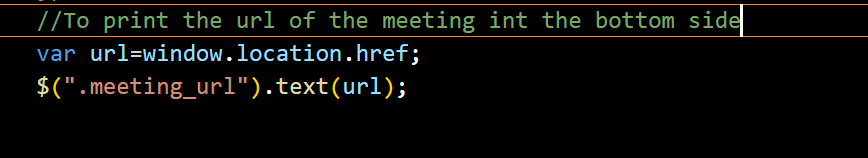 //To print the url of the meeting int the bottom side
var url=window.location.href;
$(".meeting_url").text(url);